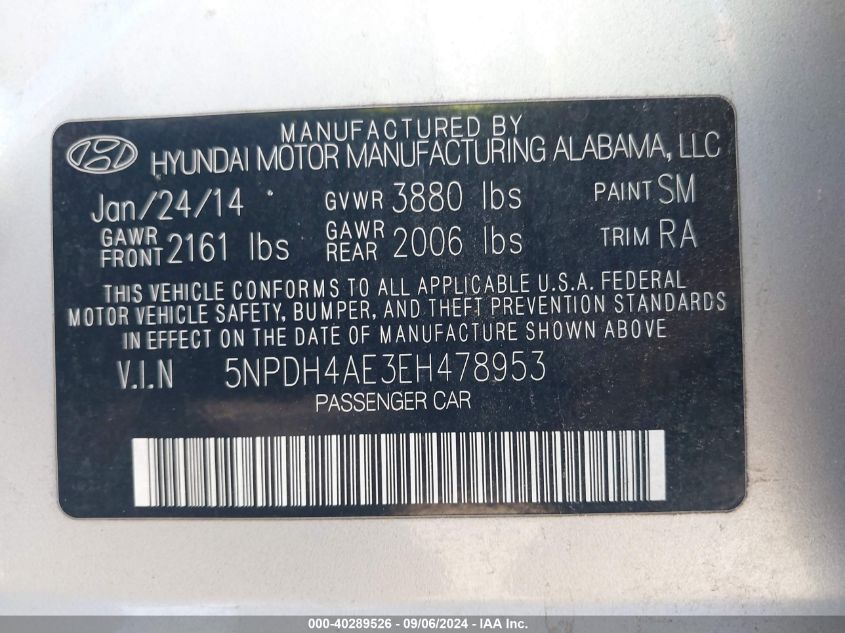 MANUFACTURED BY
HYUNDAI MOTOR MANUFACTURING ALABAMA, LLC
Jan/24/14 GVWR 3880 lbs PAINT SM
GAWR FRONT 2161 lbs GAWR REAR 2006 lbs TRIM RA
THIS VEHICLE CONFORMS TO ALL APPLICABLE U.S.A. FEDERAL
MOTOR VEHICLE SAFETY, BUMPER, AND THEFT PREVENTION STANDARDS
IN EFFECT ON THE DATE OF MANUFACTURE SHOWN ABOVE
V.I.N 5NPDH4AE3EH478953
PASSENGER CAR
000-40289526 - 09/06/2024 - IAA Inc.